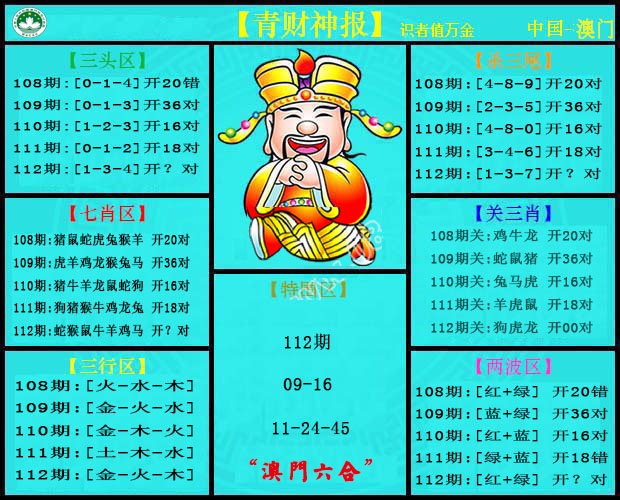 【青财神报】 识者值万金 中国-澳门
【三头区】
108期:[0-1-4]开20错
109期:[0-1-3]开36对
110期:[1-2-3]开16对
111期:[0-1-2]开18对
112期:[1-3-4]开？对
【杀三尾】
108期:[4-8-9]开20对
109期:[2-3-5]开36对
110期:[4-8-0]开16对
111期:[3-4-6]开18对
112期:[1-3-7]开？对
【七肖区】
108期:猪鼠蛇虎兔猴羊 开20对
109期:虎羊鸡龙猴兔马 开36对
110期:猪牛羊龙鼠蛇狗 开16对
111期:狗猪猴牛鸡龙兔 开18对
112期:蛇猴鼠牛羊鸡马 开？对
【关三肖】
108期关:鸡牛龙 开20对
109期关:蛇鼠猪 开36对
110期关:兔马虎 开16对
111期关:羊虎鼠 开18对
112期关:狗虎龙 开00对
【特围区】
112期
09-16
11-24-45
“澳門六合”
【三行区】
108期:[火-水-木]
109期:[金-火-水]
110期:[金-木-火]
111期:[土-木-水]
112期:[金-火-木]
【两波区】
108期:[红+绿] 开20错
109期:[蓝+绿] 开36对
110期:[红+蓝] 开16对
111期:[绿+蓝] 开18错
112期:[红+绿] 开？对